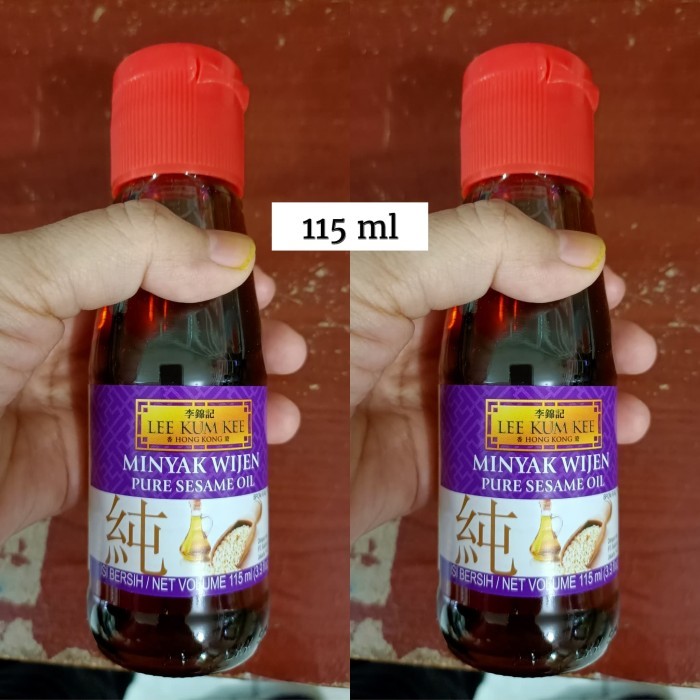 115 ml
李錦記
LEE KUM KEE
香 HONG KONG 港
MINYAK WIJEN
PURE SESAME OIL
純
ISI BERSIH / NET VOLUME 115 ml
李錦記
LEE KUM KEE
香 HONG KONG 港
MINYAK WIJEN
PURE SESAME OIL
純
ISI BERSIH / NET VOLUME 115 ml